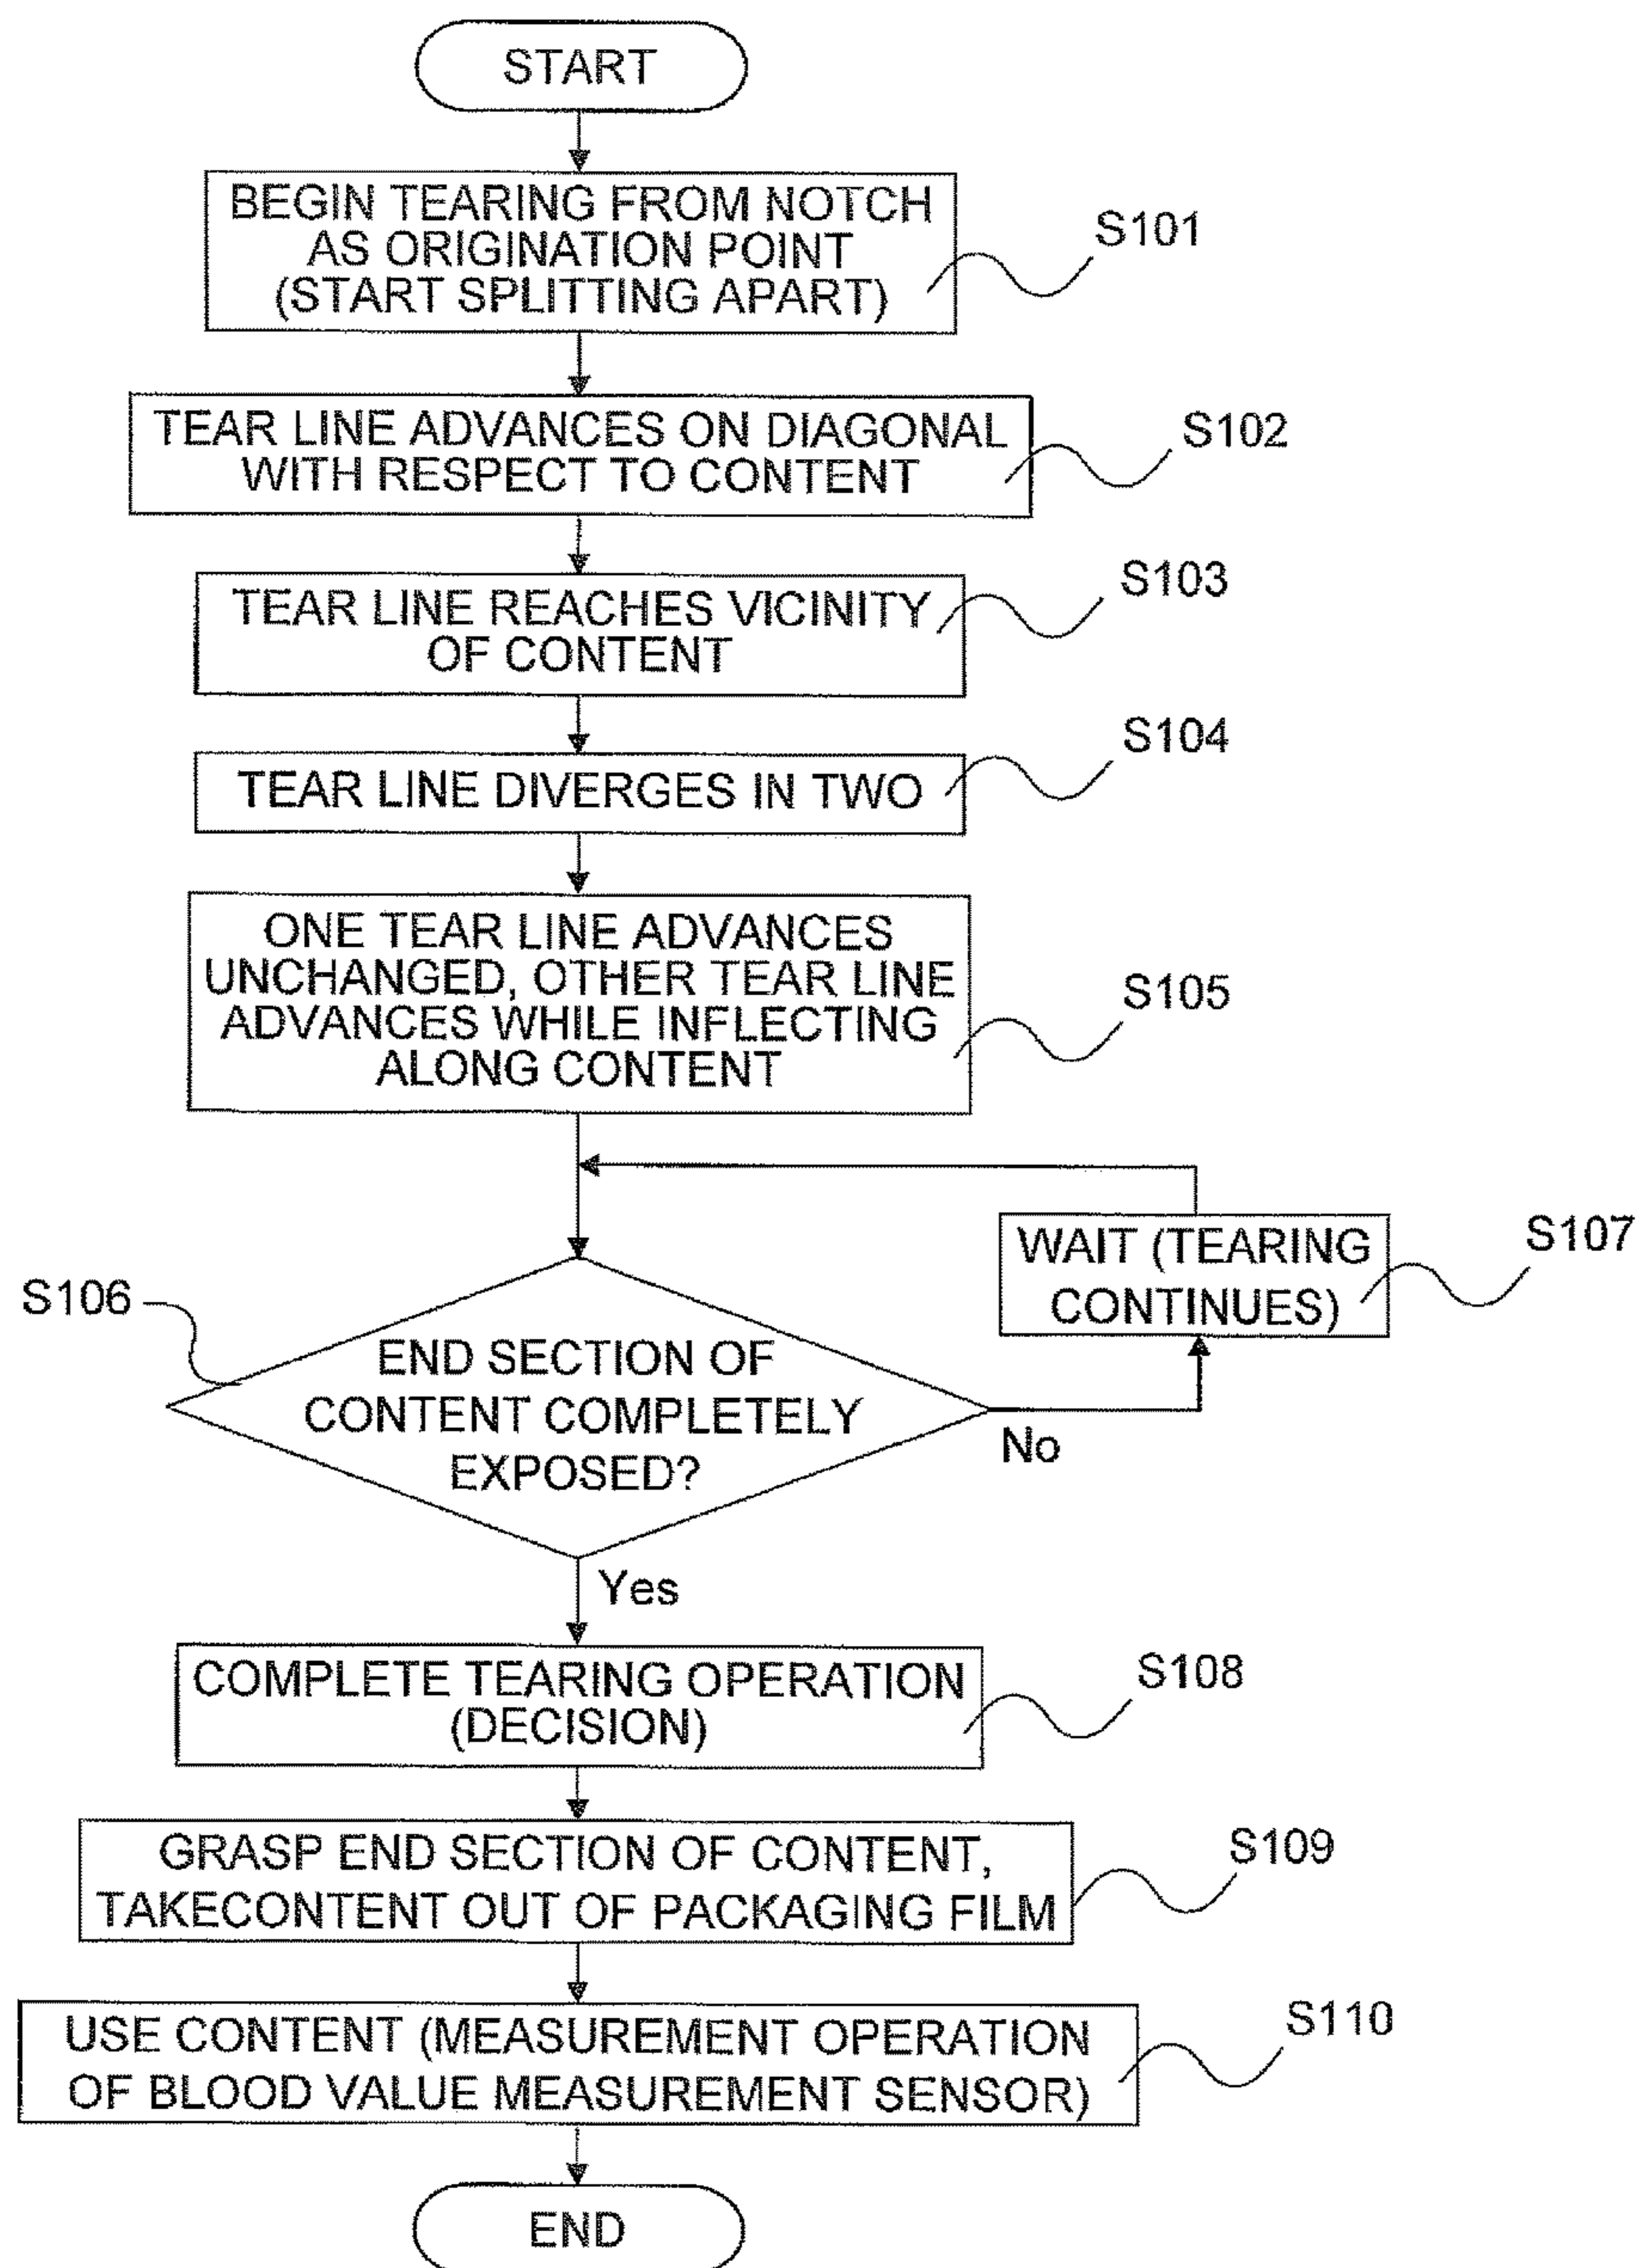 START
BEGIN TEARING FROM NOTCH
AS ORIGINATION POINT
(START SPLITTING APART)
S101
TEAR LINE ADVANCES ON DIAGONAL
WITH RESPECT TO CONTENT
S102
TEAR LINE REACHES VICINITY
OF CONTENT
S103
TEAR LINE DIVERGES IN TWO
S104
ONE TEAR LINE ADVANCES
UNCHANGED, OTHER TEAR LINE
ADVANCES WHILE INFLECTING
ALONG CONTENT
S105
WAIT (TEARING
CONTINUES)
S107
S106
END SECTION OF
CONTENT COMPLETELY
EXPOSED?
No
Yes
COMPLETE TEARING OPERATION
(DECISION)
S108
GRASP END SECTION OF CONTENT,
TAKECONTENT OUT OF PACKAGING FILM
S109
USE CONTENT (MEASUREMENT OPERATION
OF BLOOD VALUE MEASUREMENT SENSOR)
S110
END